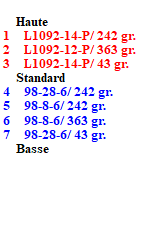 Haute
1 L1092-14-P/ 242 gr.
2 L1092-12-P/ 363 gr.
3 L1092-14-P/ 43 gr.
Standard
4 98-28-6/ 242 gr.
5 98-8-6/ 242 gr.
6 98-8-6/ 363 gr.
7 98-28-6/ 43 gr.
Basse